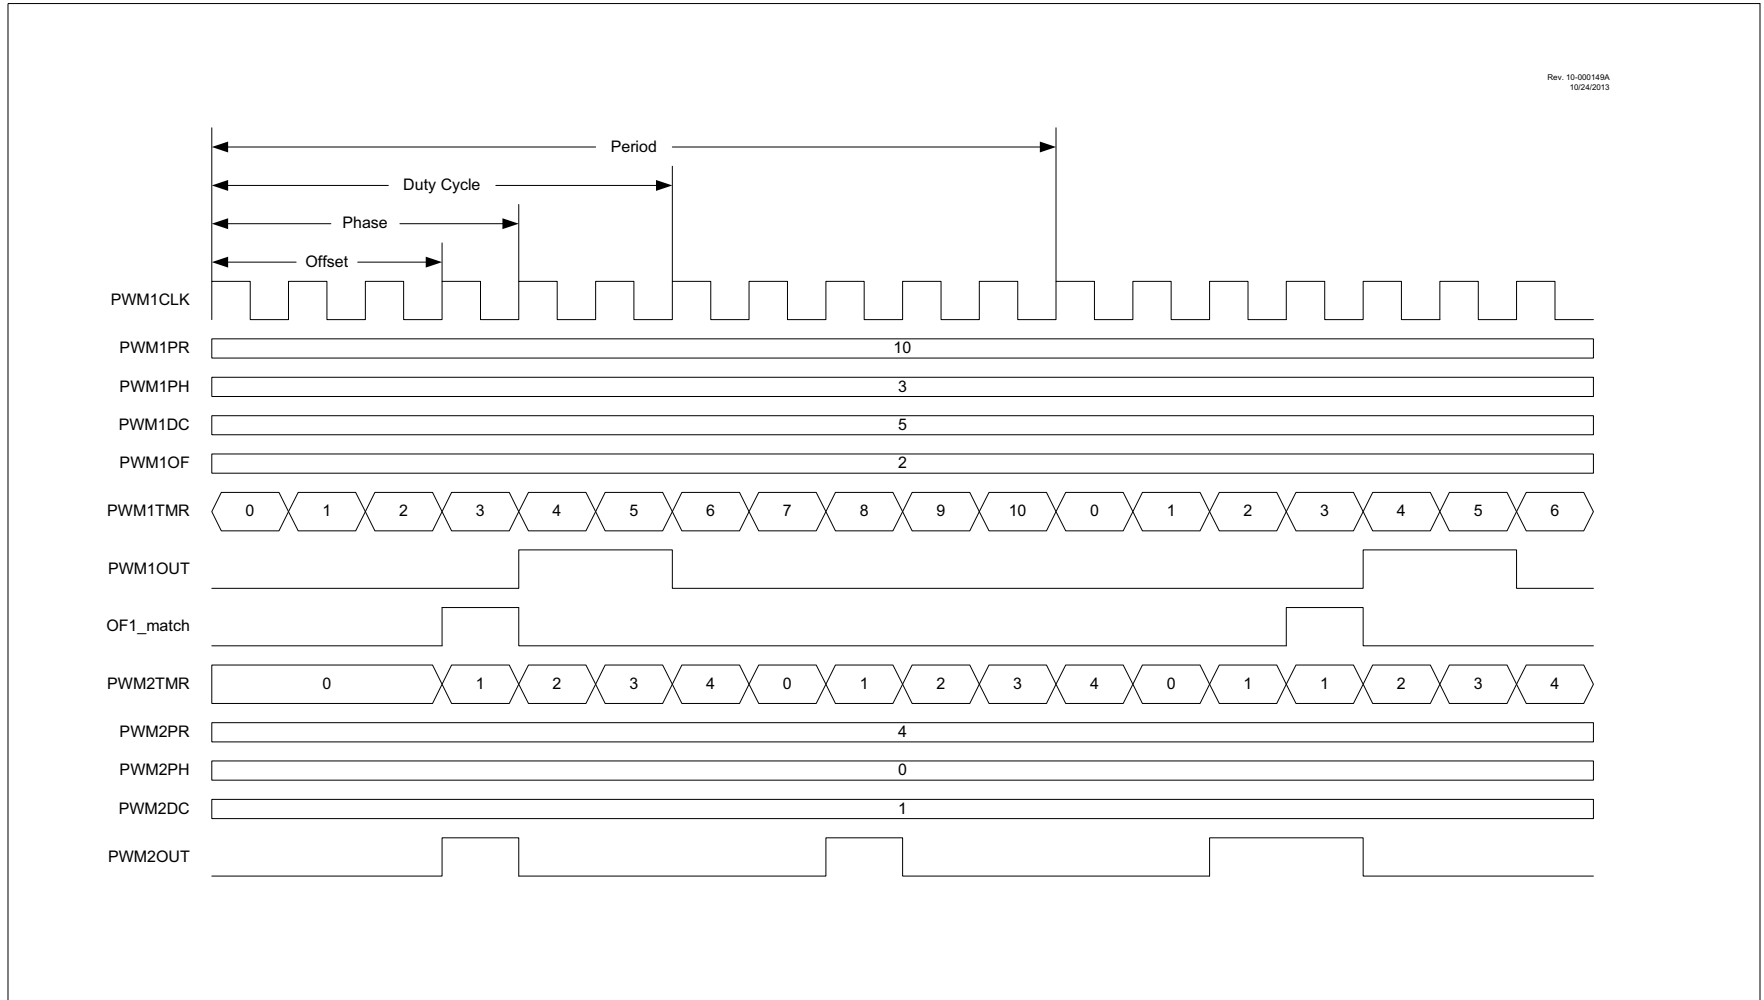 Rev. 10-000149A
10/24/2013
Period
Duty Cycle
Phase
Offset
PWM1CLK
PWM1PR 10
PWM1PH 3
PWM1DC 5
PWM1OF 2
PWM1TMR 0 1 2 3 4 5 6 7 8 9 10 0 1 2 3 4 5 6
PWM1OUT
OF1_match
PWM2TMR 0 1 2 3 4 0 1 2 3 4 0 1 1 2 3 4
PWM2PR 4
PWM2PH 0
PWM2DC 1
PWM2OUT